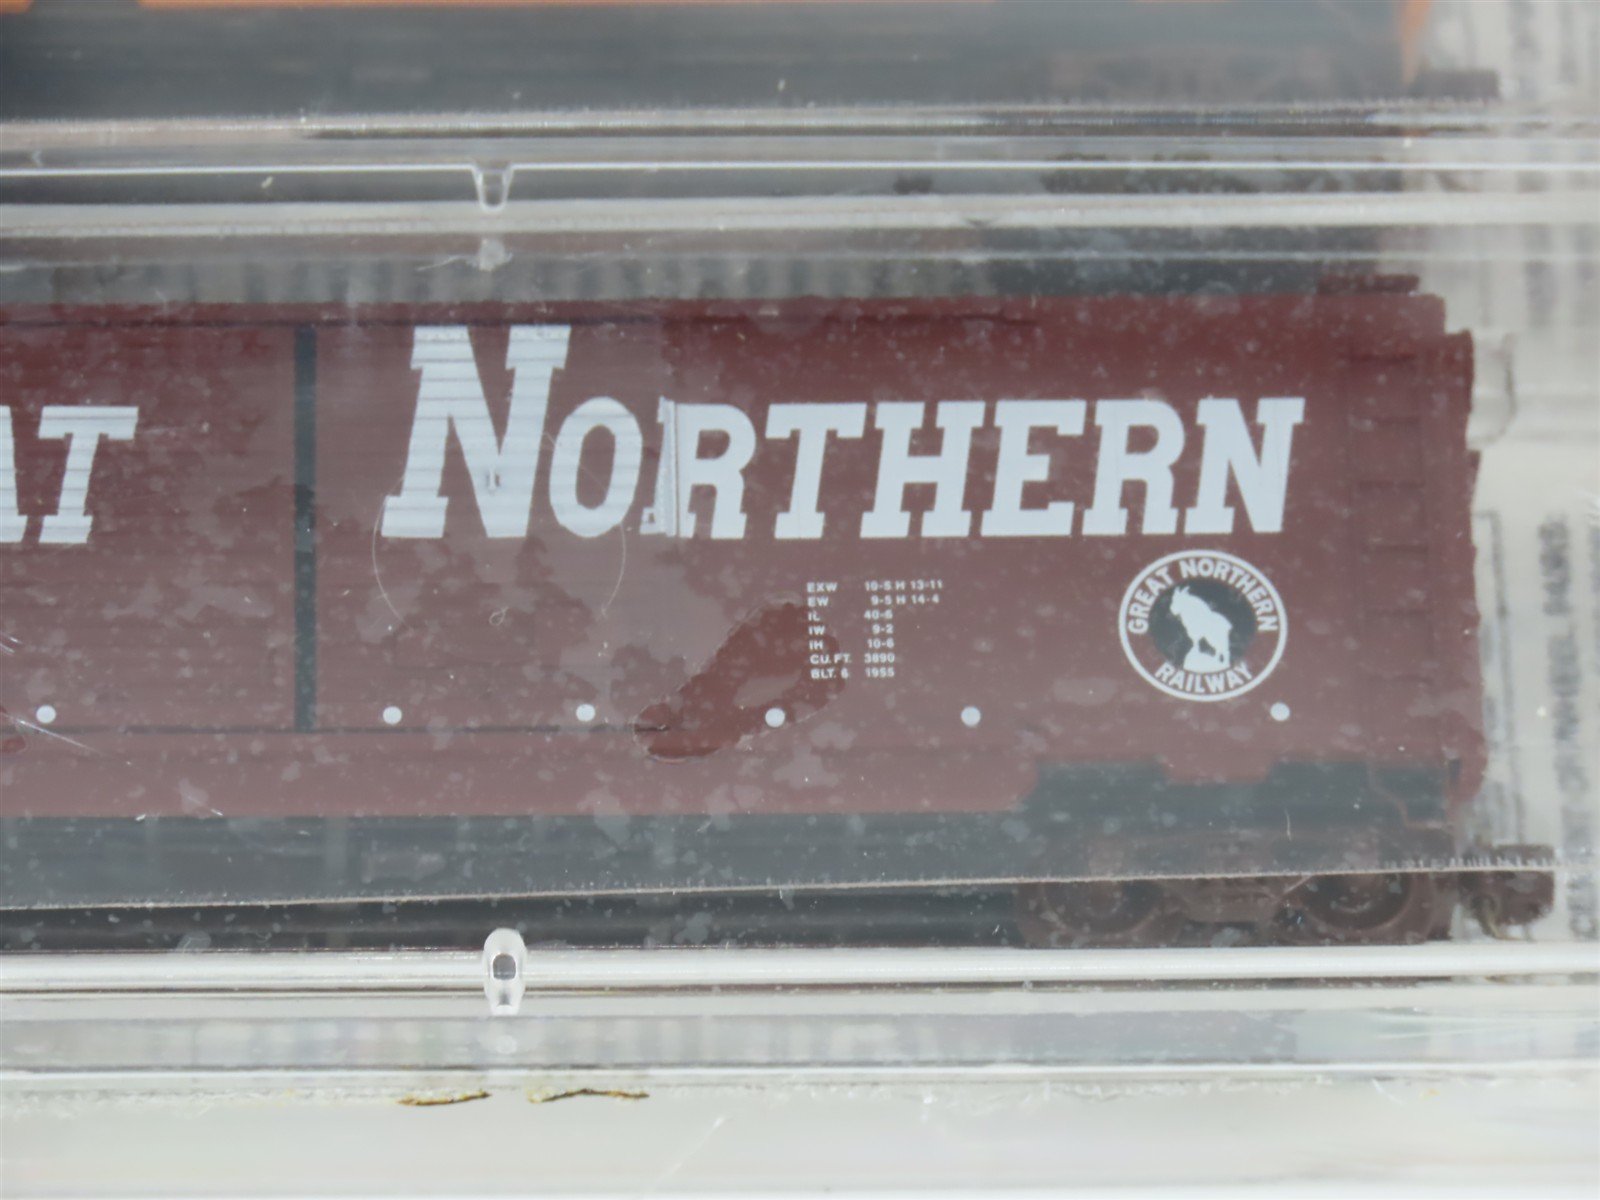 AT NORTHERN
EXW 10-5 H 13-11
EW 9-5 H 14-4
IL 40-6
IW 9-2
IH 10-6
CU. FT. 3890
BLT. 6 1955
GREAT NORTHERN
RAILWAY